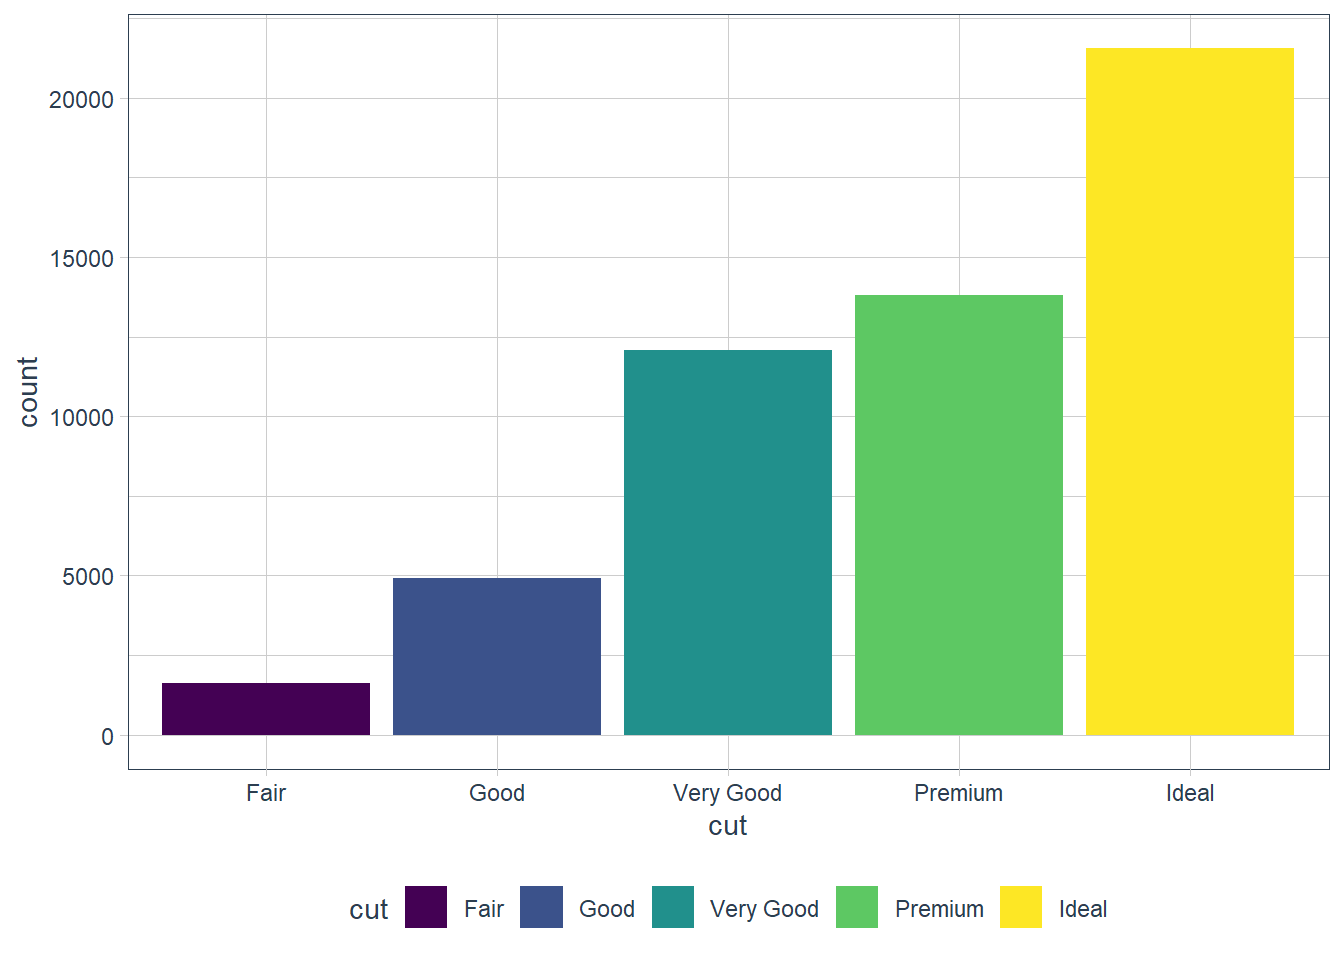 20000
15000
10000
5000
0
count
Fair Good Very Good Premium Ideal
cut
cut Fair Good Very Good Premium Ideal